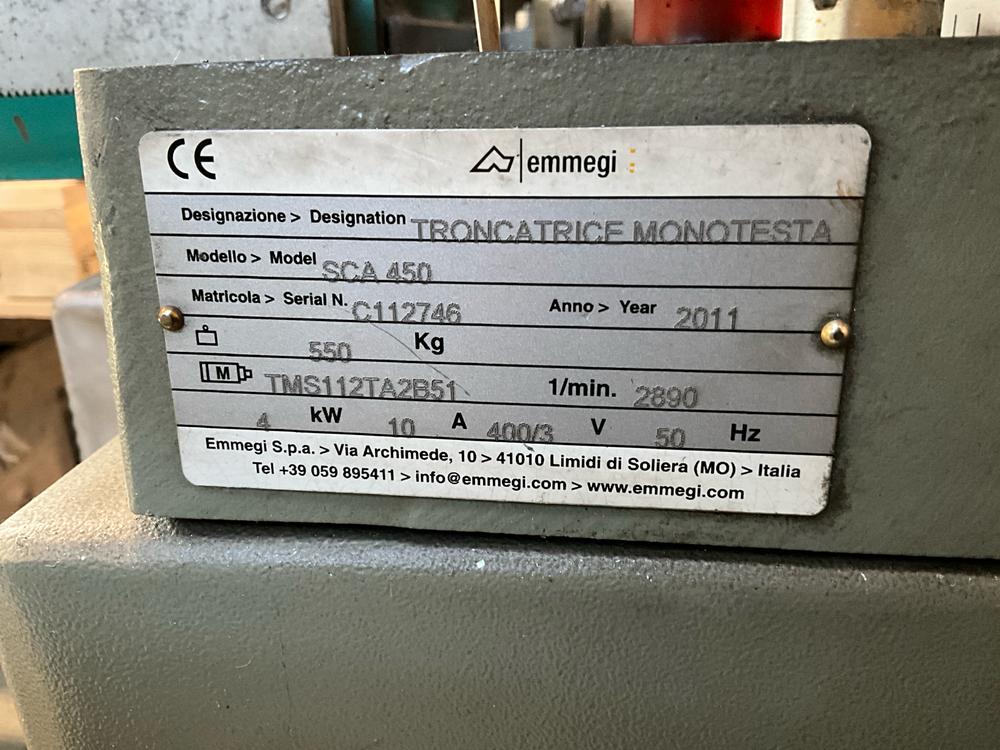 CE emmegi
Designazione > Designation TRONCATRICE MONOTESTA
Modello > Model SCA 450
Matricola > Serial N. C112746 Anno > Year 2011
550 Kg
M TMS112TA2B51 1/min. 2890
4 kW 10 A 400/3 V 50 Hz
Emmegi S.p.a. > Via Archimede, 10 > 41010 Limidi di Soliera (MO) > Italia
Tel +39 059 895411 > info@emmegi.com > www.emmegi.com